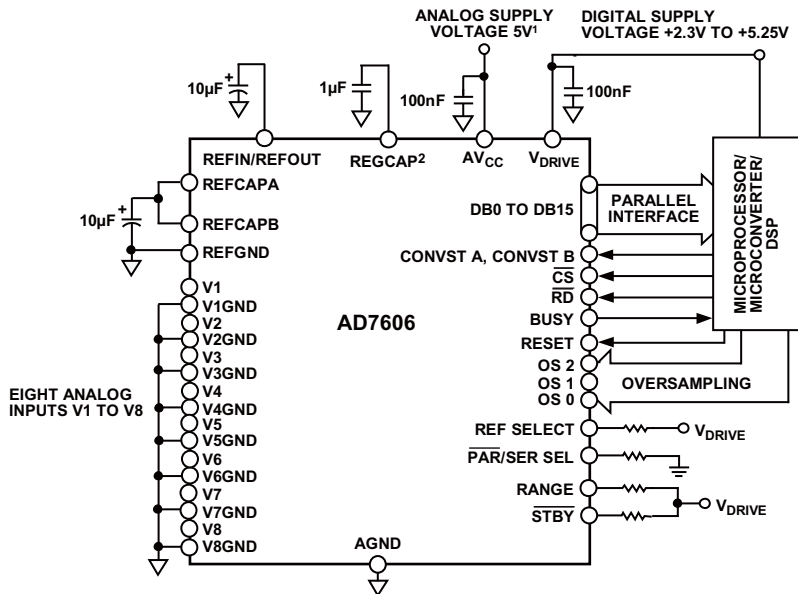 ANALOG SUPPLY
VOLTAGE 5V1
DIGITAL SUPPLY
VOLTAGE +2.3V TO +5.25V
10µF
+
1µF
100nF
100nF
REFIN/REFOUT
REGCAP2
AVCC
VDRIVE
REFCAPA
REFCAPB
REFGND
10µF
+
DB0 TO DB15
PARALLEL
INTERFACE
MICROPROCESSOR/
MICROCONVERTER/
DSP
CONVST A, CONVST B
CS
RD
BUSY
RESET
OS 2
OS 1
OS 0
OVERSAMPLING
AD7606
V1
V1GND
V2
V2GND
V3
V3GND
V4
V4GND
V5
V5GND
V6
V6GND
V7
V7GND
V8
V8GND
EIGHT ANALOG
INPUTS V1 TO V8
REF SELECT
VDRIVE
PAR/SER SEL
RANGE
STBY
VDRIVE
AGND